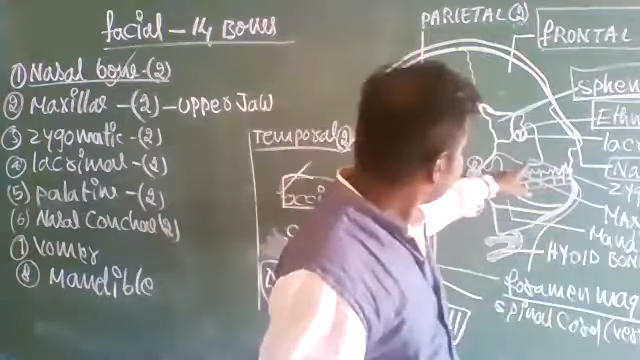 facial - 14 Bones
① Nasal bone - (2)
② Maxillae - (2) - upper Jaw
③ Zygomatic - (2)
④ lacrimal - (2)
(5) palatine - (2)
(6) Nasal Conchae (2)
⑦ Vomer
⑧ Mandible
Temporal (2)
PARIETAL (2)
FRONTAL
sphen
Ethm
lacr
Na
ZY
Max
Mand
HYOID BON
foramen mag
spinal Cord (ver